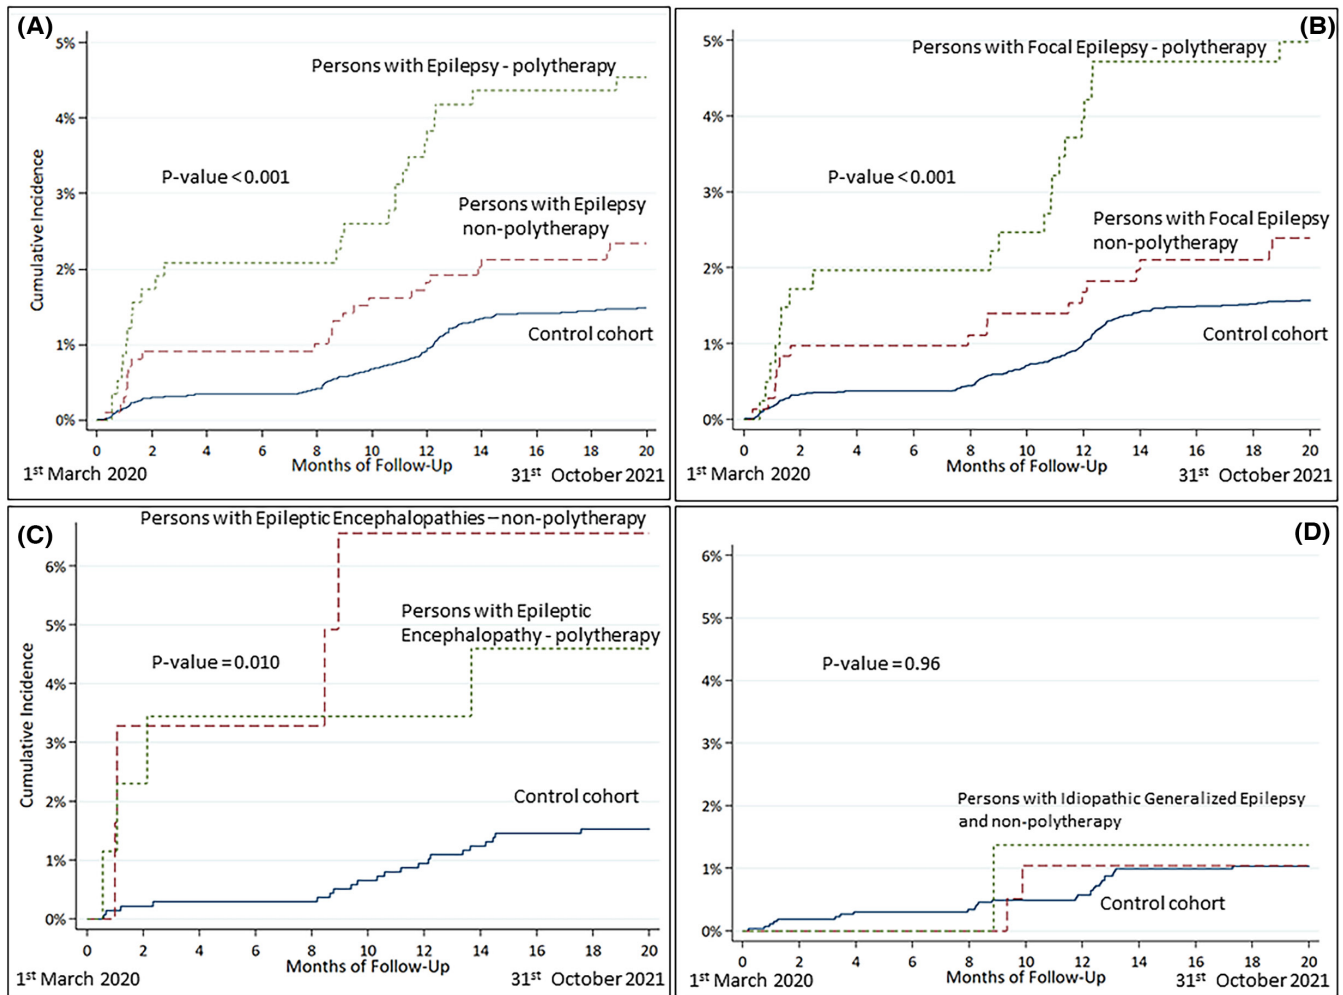 (A)
5%
4%
3%
2%
1%
0%
Cumulative Incidence
Persons with Epilepsy - polytherapy
P-value < 0.001
Persons with Epilepsy
non-polytherapy
Control cohort
0 2 4 6 8 10 12 14 16 18 20
Months of Follow-Up
1st March 2020
31st October 2021
(B)
5%
4%
3%
2%
1%
0%
Persons with Focal Epilepsy - polytherapy
P-value < 0.001
Persons with Focal Epilepsy
non-polytherapy
Control cohort
0 2 4 6 8 10 12 14 16 18 20
Months of Follow-Up
1st March 2020
31st October 2021
(C)
Persons with Epileptic Encephalopathies – non-polytherapy
6%
5%
4%
3%
2%
1%
0%
Cumulative Incidence
Persons with Epileptic
Encephalopathy - polytherapy
P-value = 0.010
Control cohort
0 2 4 6 8 10 12 14 16 18 20
Months of Follow-Up
1st March 2020
31st October 2021
(D)
6%
5%
4%
3%
2%
1%
0%
P-value = 0.96
Persons with Idiopathic Generalized Epilepsy
and non-polytherapy
Control cohort
0 2 4 6 8 10 12 14 16 18 20
Months of Follow-Up
1st March 2020
31st October 2021